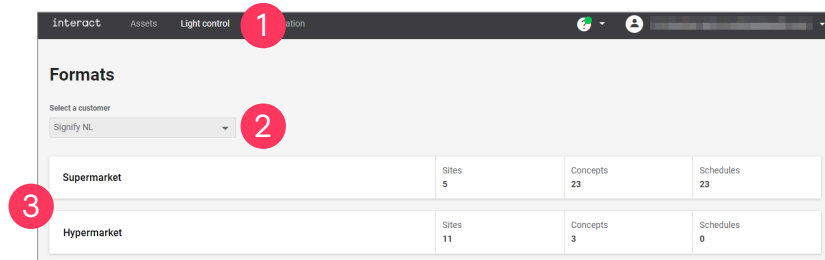 interact Assets Light control 1 ?
Formats
Select a customer
Signify NL 2
Supermarket Sites Concepts Schedules
5 23 23
3
Hypermarket Sites Concepts Schedules
11 3 0